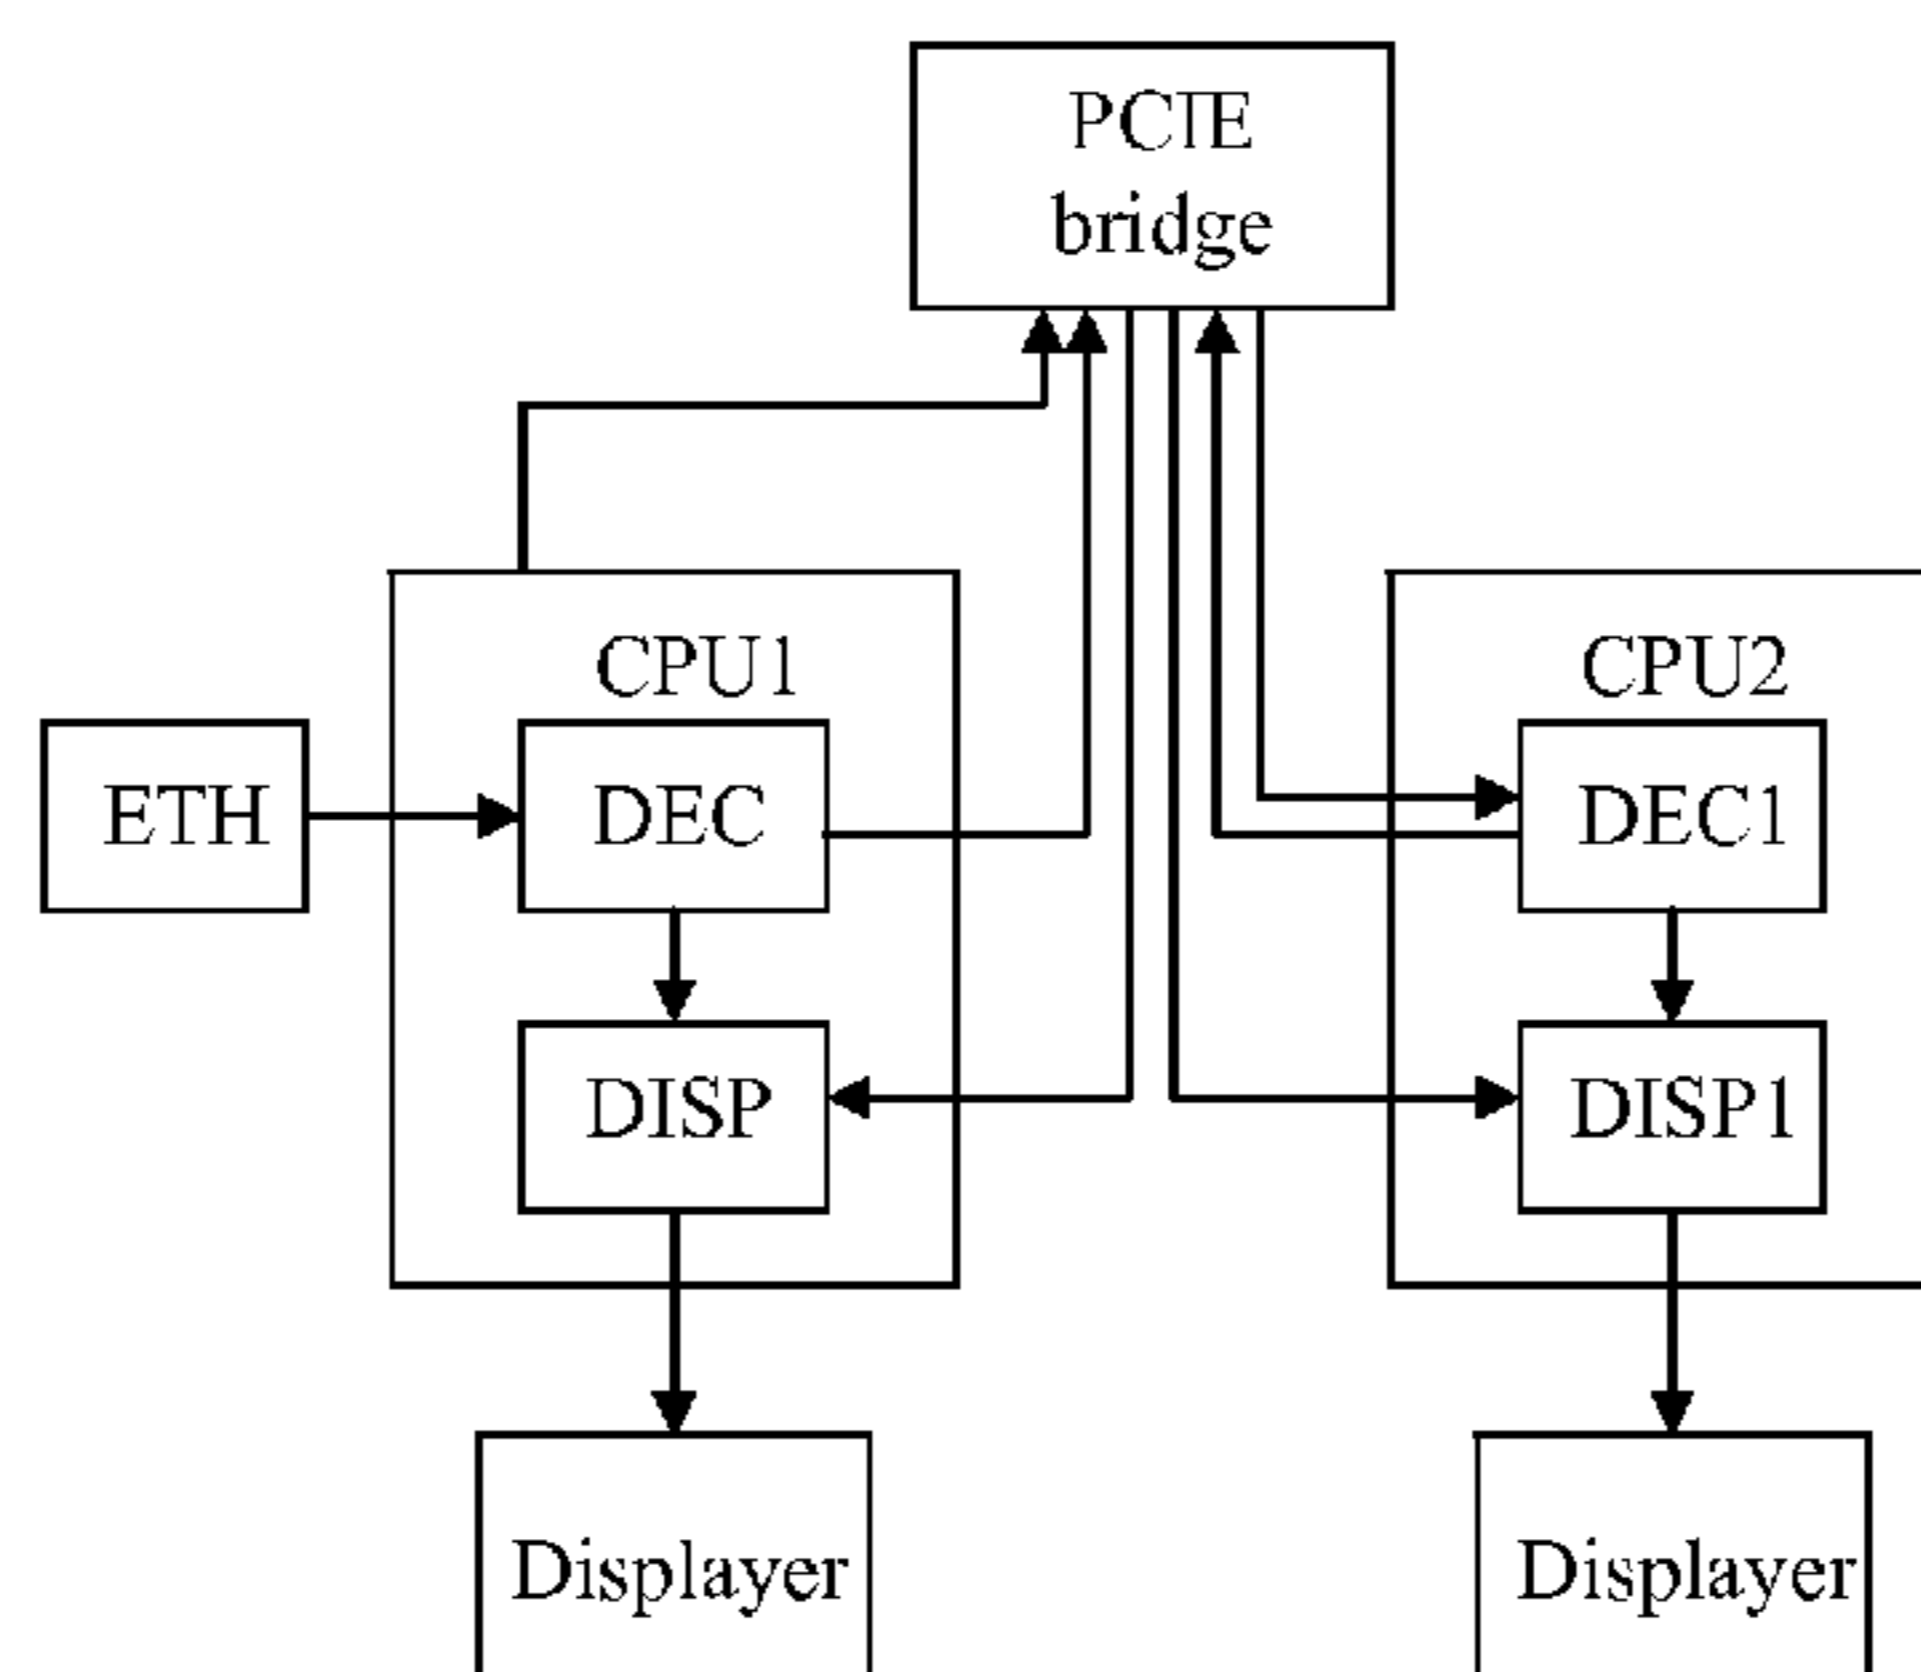 PCIE
bridge
CPU1
CPU2
ETH
DEC
DEC1
DISP
DISP1
Displayer
Displayer